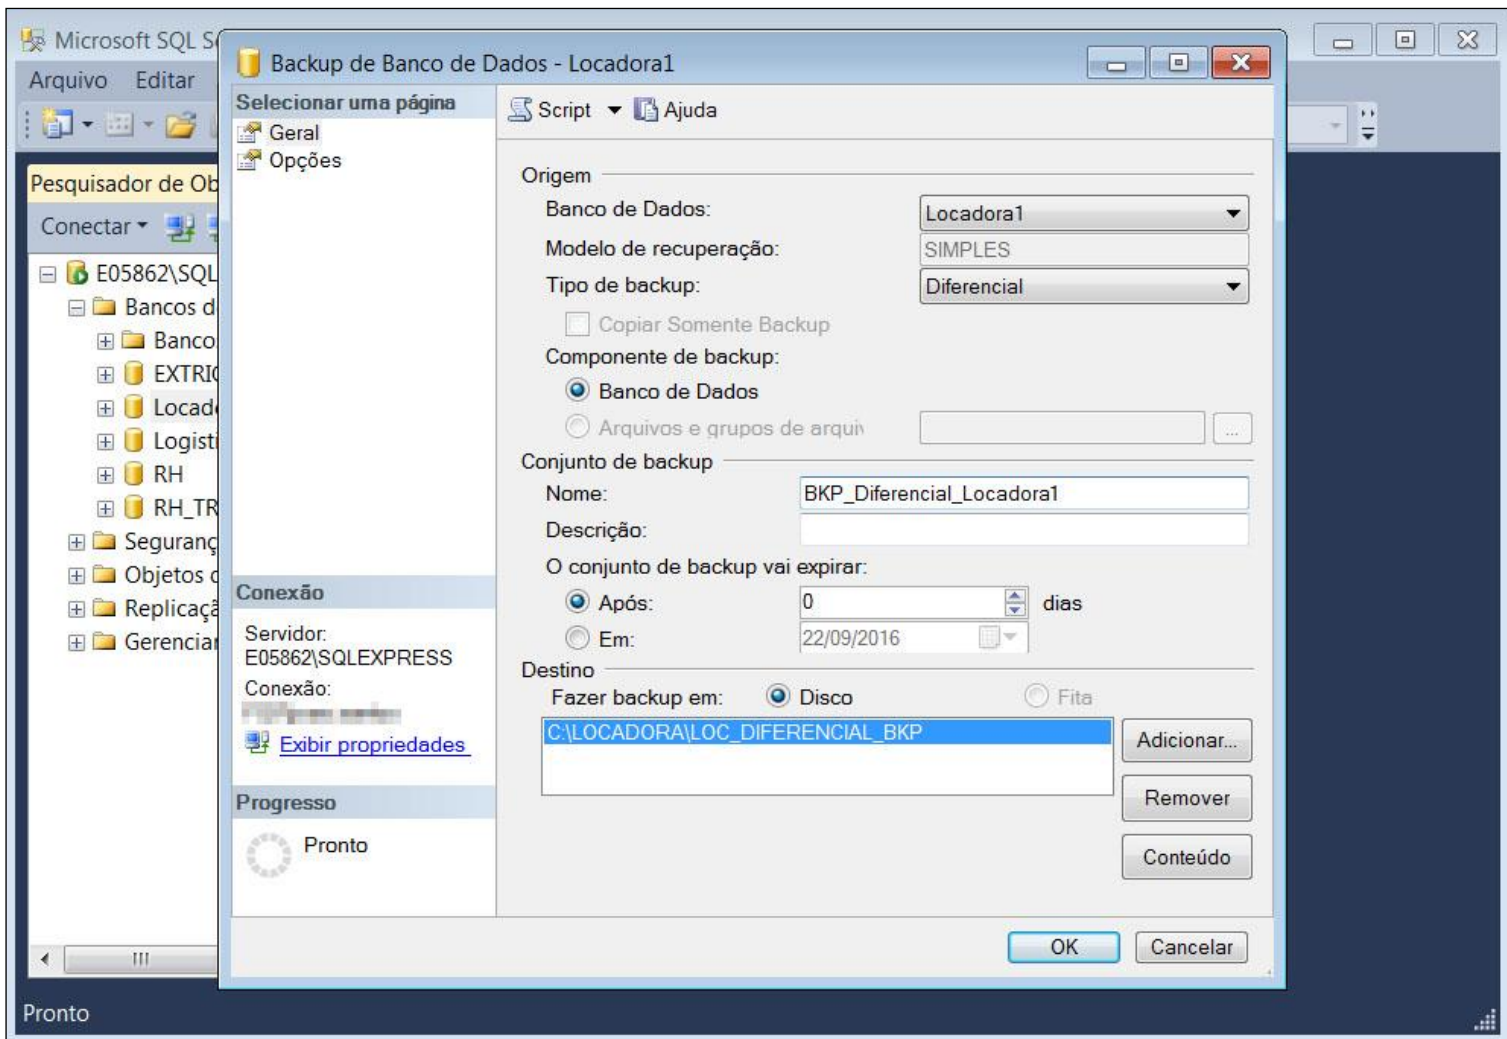 Microsoft SQL S
Arquivo Editar
Pesquisador de Ob
Conectar
E05862\SQL
Bancos d
Banco
EXTRI
Locad
Logisti
RH
RH_TR
Seguranç
Objetos
Replicaçã
Gerencia
Pronto
Backup de Banco de Dados - Locadora1
Selecionar uma página
Geral
Opções
Conexão
Servidor:
E05862\SQLEXPRESS
Conexão:
Exibir propriedades
Progresso
Pronto
Script Ajuda
Origem
Banco de Dados: Locadora1
Modelo de recuperação: SIMPLES
Tipo de backup: Diferencial
Copiar Somente Backup
Componente de backup:
Banco de Dados
Arquivos e grupos de arquiv ...
Conjunto de backup
Nome: BKP_Diferencial_Locadora1
Descrição:
O conjunto de backup vai expirar:
Após: 0 dias
Em: 22/09/2016
Destino
Fazer backup em: Disco Fita
C:\LOCADORA\LOC_DIFERENCIAL_BKP
Adicionar...
Remover
Conteúdo
OK Cancelar